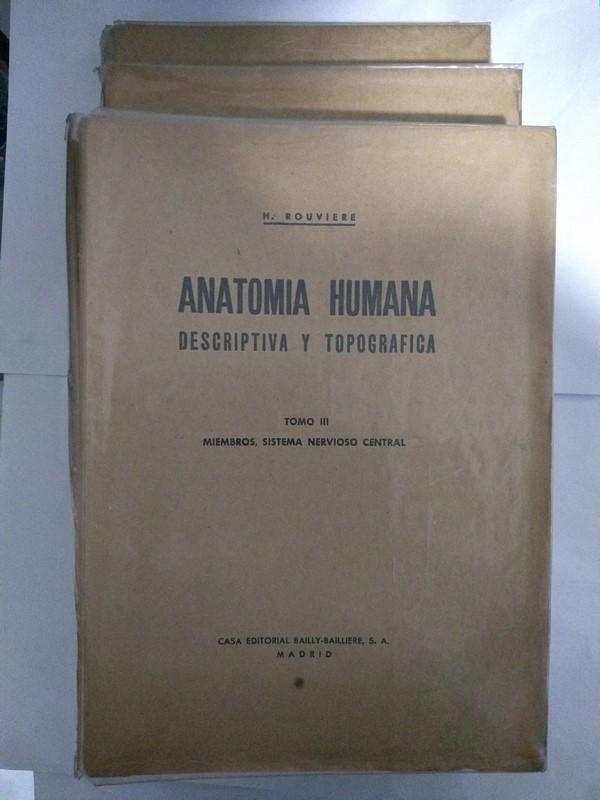 H. ROUVIERE
ANATOMIA HUMANA
DESCRIPTIVA Y TOPOGRAFICA
TOMO III
MIEMBROS, SISTEMA NERVIOSO CENTRAL
CASA EDITORIAL BAILLY-BAILLIERE, S. A.
MADRID